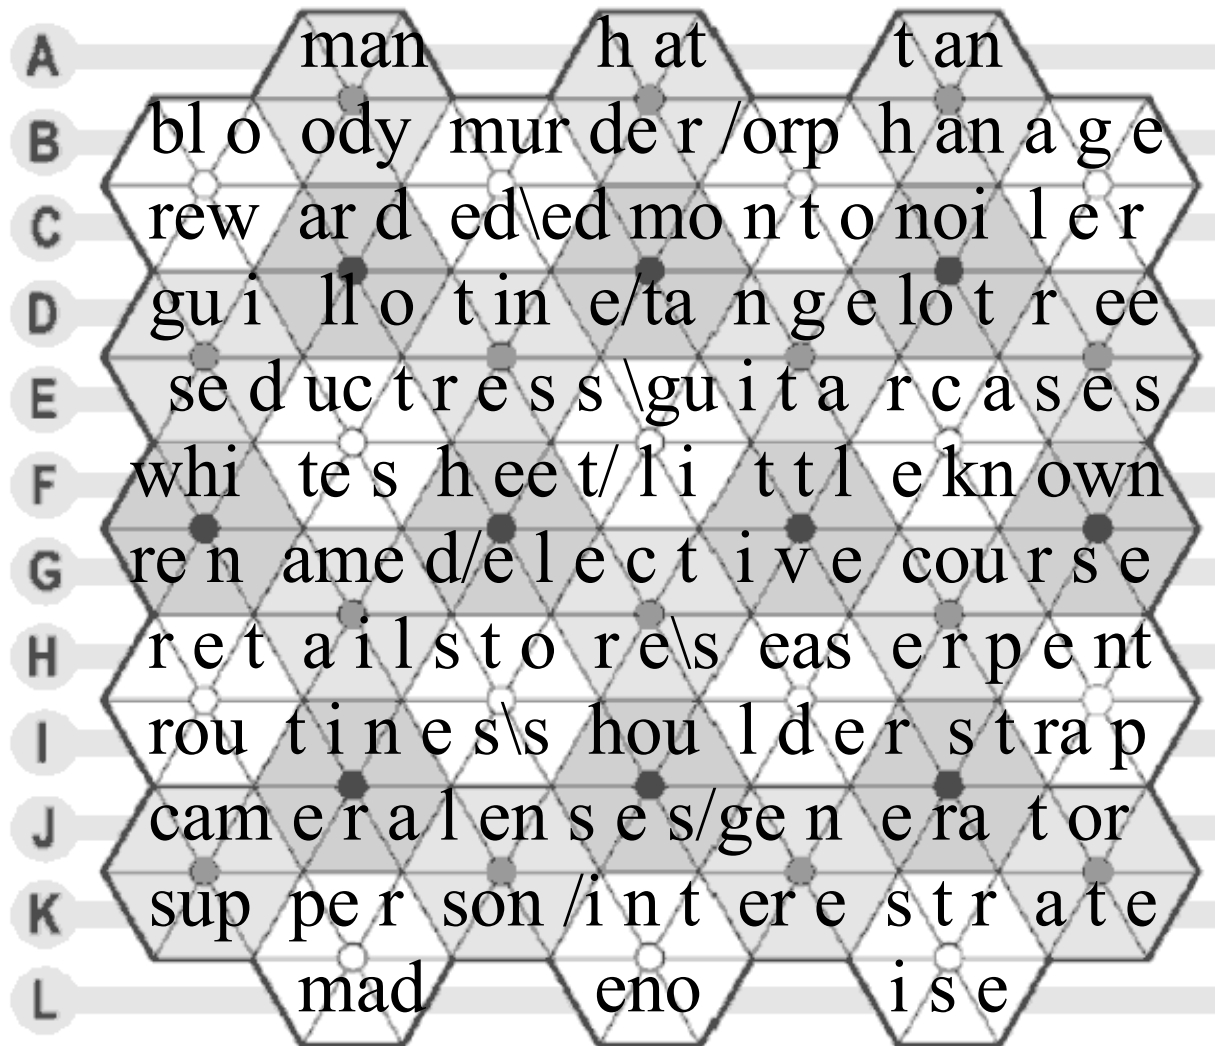 A man h at t an
B bl o ody mur de r /orp h an a g e
C rew ar d ed\ed mo n t o noi l e r
D gu i ll o t in e/ta n g e lo t r ee
E se d uc t r e s s \gu i t a r c a s e s
F whi te s h ee t/ l i t t l e kn own
G re n ame d/e l e c t i v e cou r s e
H r e t a i l s t o r e\s eas e r p e nt
I rou t i n e s\s hou l d e r s t ra p
J cam e r a l en s e s/ge n e ra t or
K sup pe r son /i n t er e s t r a t e
L mad eno i s e